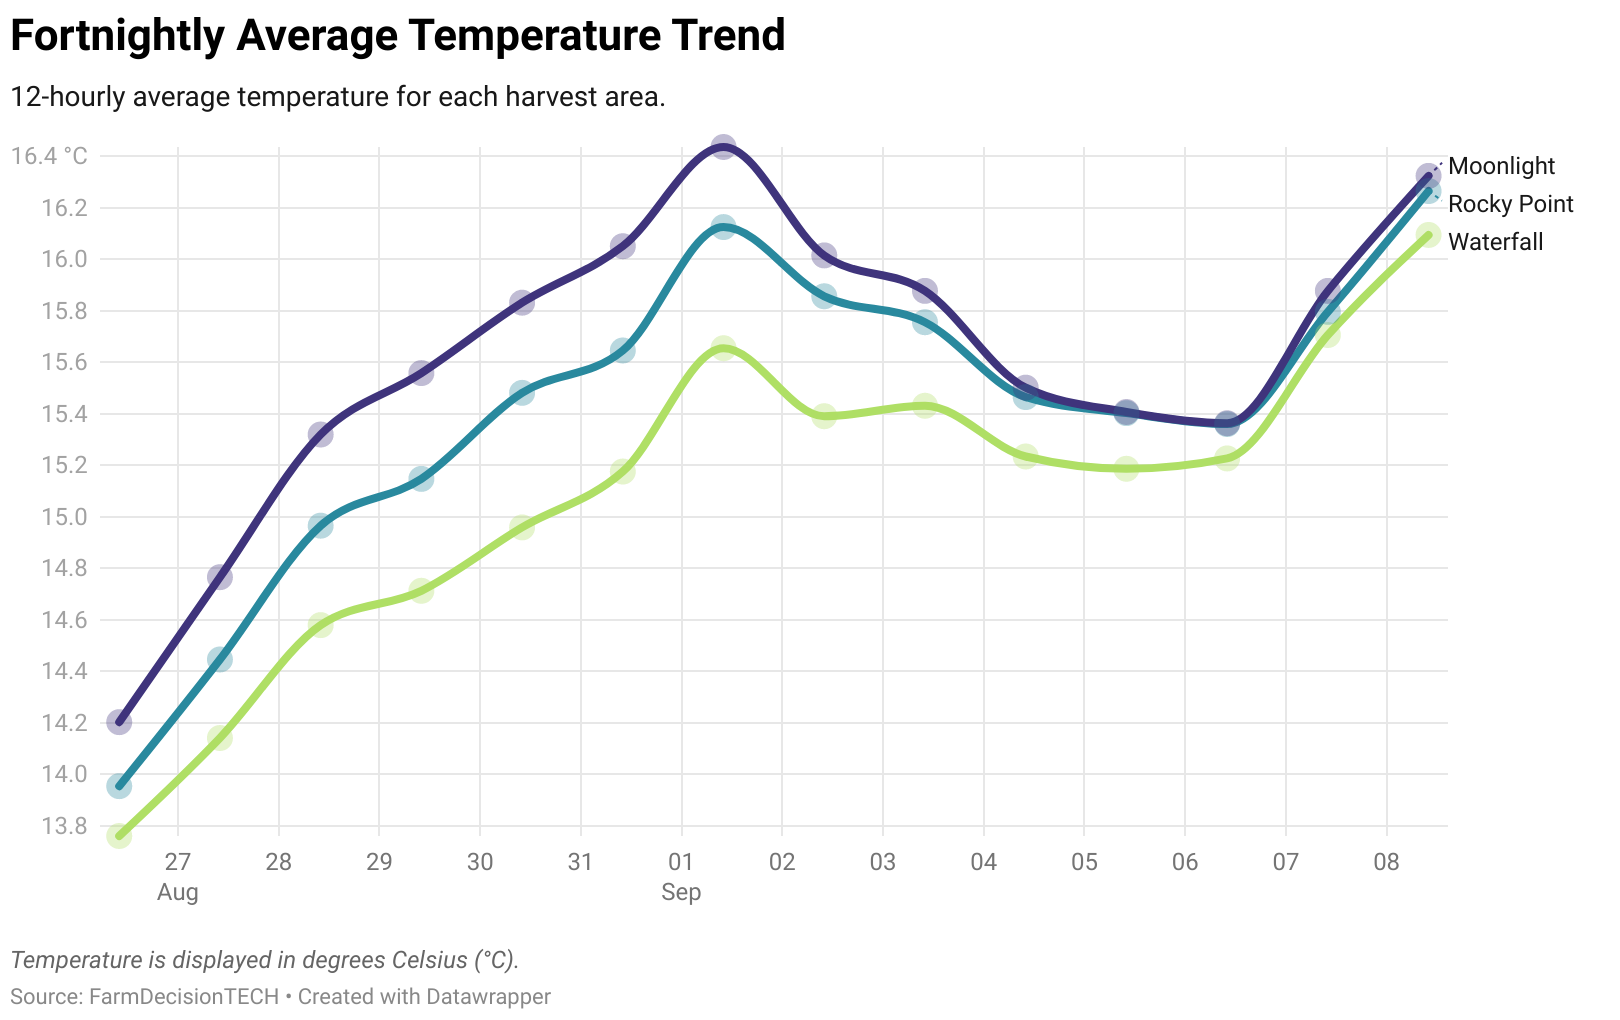 Fortnightly Average Temperature Trend
12-hourly average temperature for each harvest area.
16.4 °C
16.2
16.0
15.8
15.6
15.4
15.2
15.0
14.8
14.6
14.4
14.2
14.0
13.8
Moonlight
Rocky Point
Waterfall
27 28 29 30 31 01 02 03 04 05 06 07 08
Aug Sep
Temperature is displayed in degrees Celsius (°C).
Source: FarmDecisionTECH • Created with Datawrapper